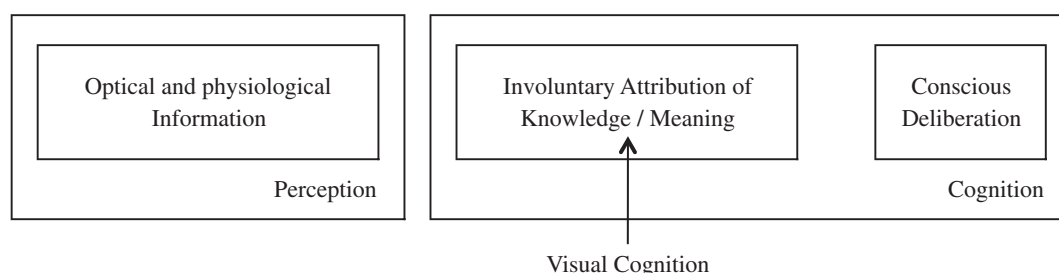 Optical and physiological
Information
Perception
Involuntary Attribution of
Knowledge / Meaning
Conscious
Deliberation
Cognition
Visual Cognition